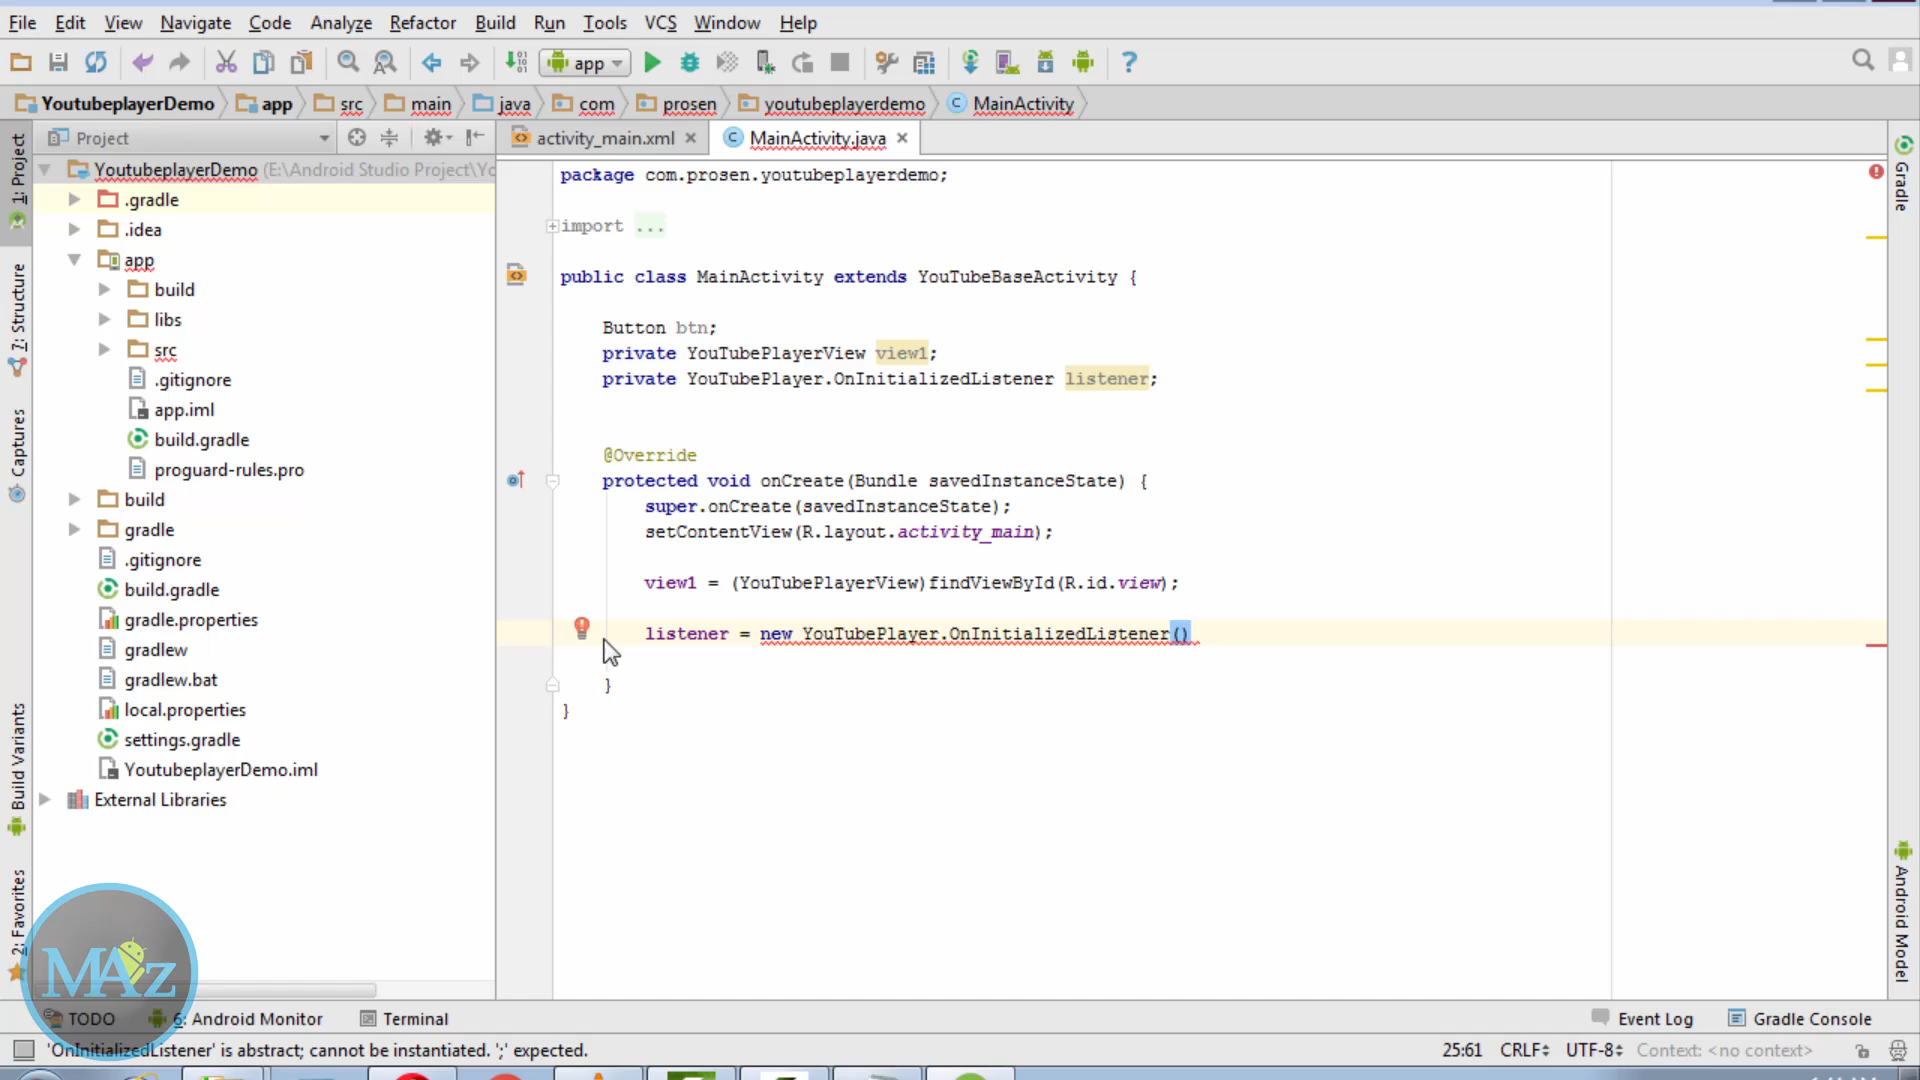 File Edit View Navigate Code Analyze Refactor Build Run Tools VCS Window Help
app
YoutubeplayerDemo app src main java com prosen youtubeplayerdemo MainActivity
Project
activity_main.xml MainActivity.java
1: Project
7: Structure
Captures
Build Variants
2: Favorites
YoutubeplayerDemo (E:\Android Studio Project\Yo
.gradle
.idea
app
build
libs
src
.gitignore
app.iml
build.gradle
proguard-rules.pro
build
gradle
.gitignore
build.gradle
gradle.properties
gradlew
gradlew.bat
local.properties
settings.gradle
YoutubeplayerDemo.iml
External Libraries
package com.prosen.youtubeplayerdemo;
import ...
public class MainActivity extends YouTubeBaseActivity {
Button btn;
private YouTubePlayerView view1;
private YouTubePlayer.OnInitializedListener listener;
@Override
protected void onCreate(Bundle savedInstanceState) {
super.onCreate(savedInstanceState);
setContentView(R.layout.activity_main);
view1 = (YouTubePlayerView)findViewById(R.id.view);
listener = new YouTubePlayer.OnInitializedListener()
}
}
Gradle
Android Model
MAz
TODO 6: Android Monitor Terminal Event Log Gradle Console
'OnInitializedListener' is abstract; cannot be instantiated. ';' expected. 25:61 CRLF UTF-8 Context: <no context>